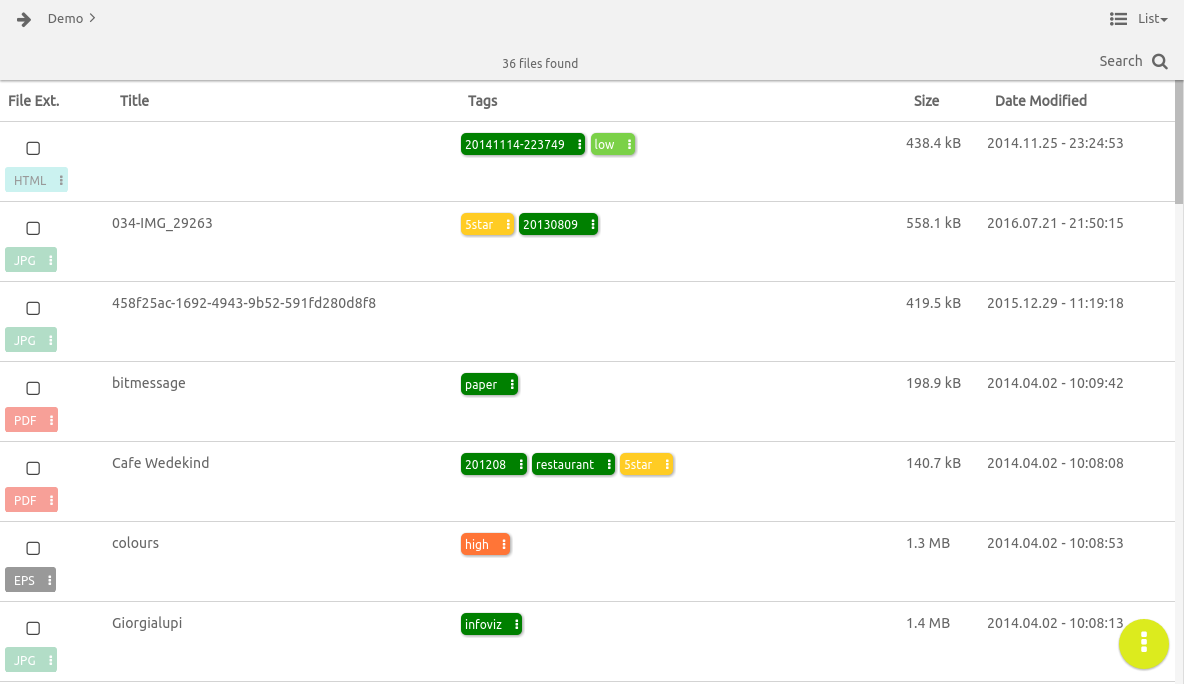 Demo
List
36 files found
Search
File Ext. Title Tags Size Date Modified
20141114-223749 low 438.4 kB 2014.11.25 - 23:24:53
HTML
034-IMG_29263 5star 20130809 558.1 kB 2016.07.21 - 21:50:15
JPG
458f25ac-1692-4943-9b52-591fd280d8f8 419.5 kB 2015.12.29 - 11:19:18
JPG
bitmessage paper 198.9 kB 2014.04.02 - 10:09:42
PDF
Cafe Wedekind 201208 restaurant 5star 140.7 kB 2014.04.02 - 10:08:08
PDF
colours high 1.3 MB 2014.04.02 - 10:08:53
EPS
Giorgialupi infoviz 1.4 MB 2014.04.02 - 10:08:13
JPG